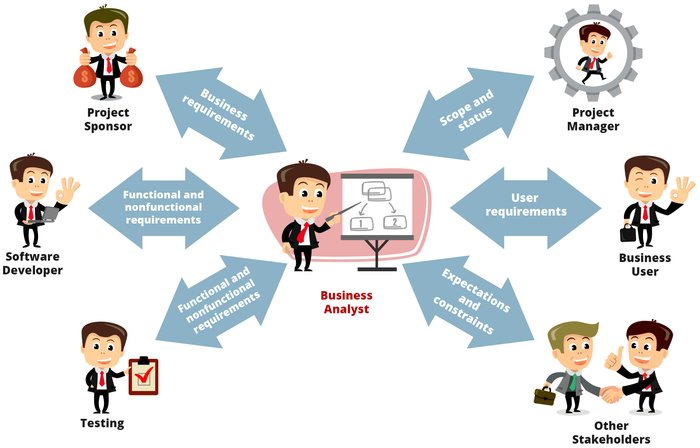 Project
Sponsor
Business
requirements
Scope and
status
Project
Manager
Software
Developer
Functional and
nonfunctional
requirements
1
2
Business
Analyst
User
requirements
Business
User
Testing
Functional and
nonfunctional
requirements
Expectations
and
constraints
Other
Stakeholders
$
$